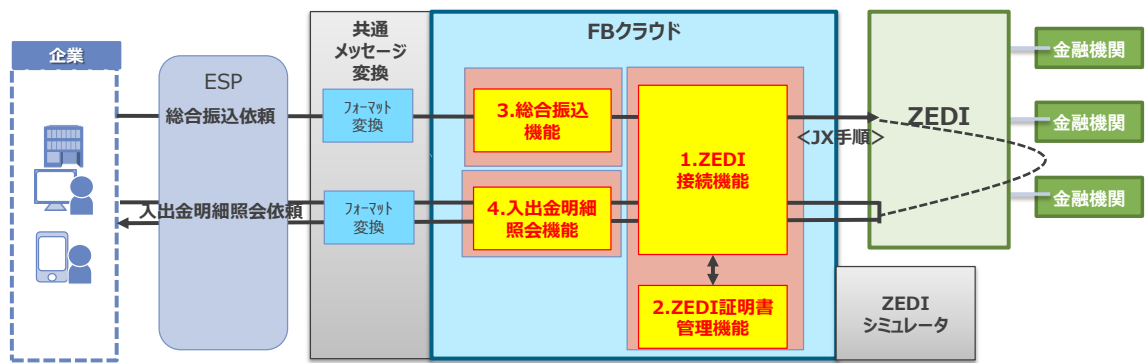 企業
ESP
総合振込依頼
入出金明細照会依頼
共通
メッセージ
変換
フォーマット
変換
フォーマット
変換
FBクラウド
3.総合振込
機能
4.入出金明細
照会機能
1.ZEDI
接続機能
2.ZEDI証明書
管理機能
<JX手順>
ZEDI
ZEDI
シミュレータ
金融機関
金融機関
金融機関